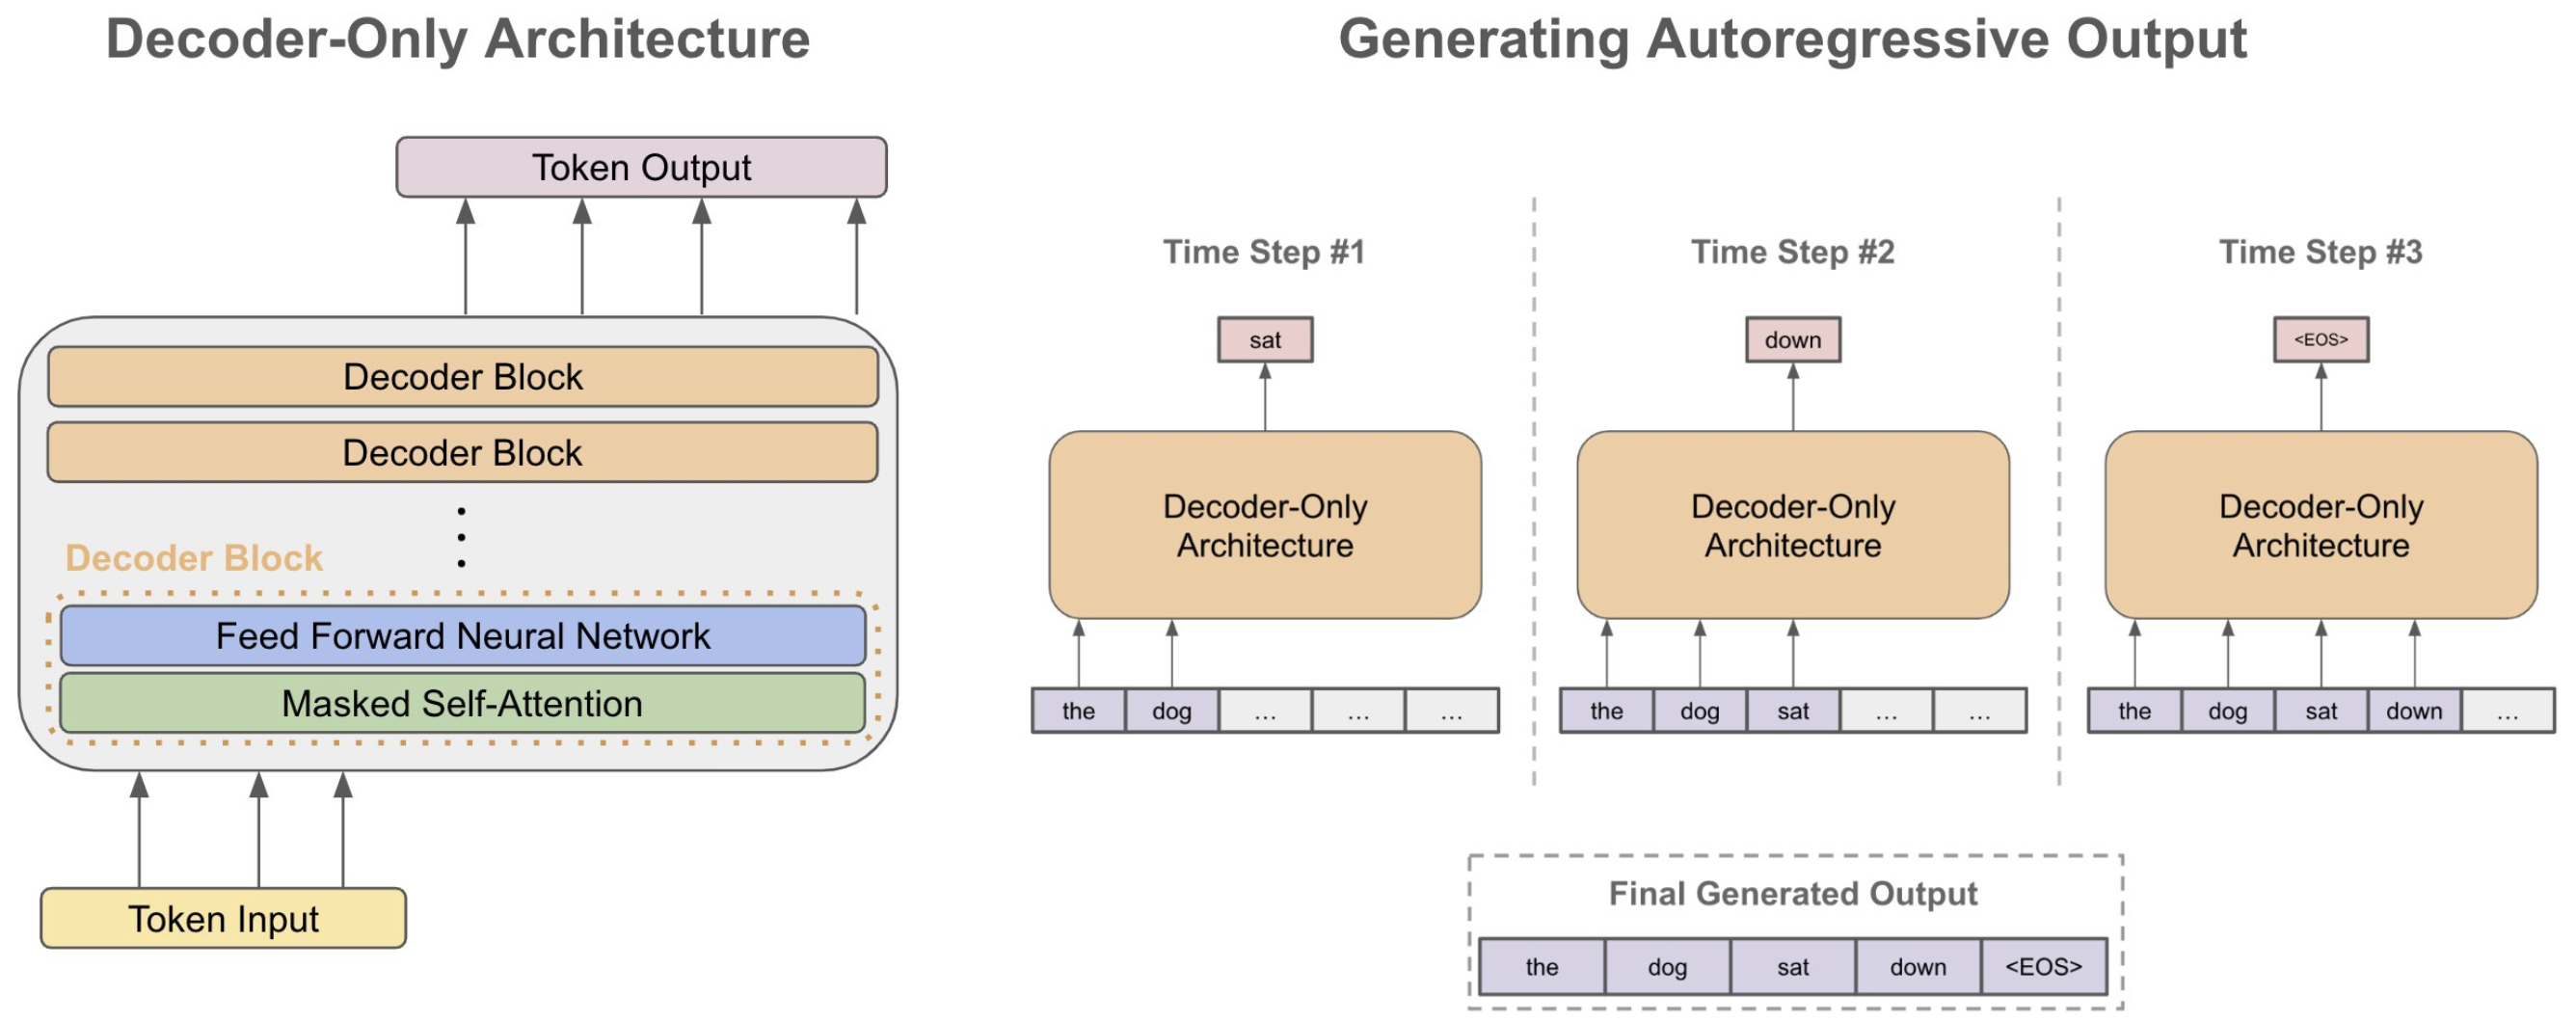 Decoder-Only Architecture
Token Output
Decoder Block
Decoder Block
Decoder Block
Feed Forward Neural Network
Masked Self-Attention
Token Input
Generating Autoregressive Output
Time Step #1
sat
Decoder-Only
Architecture
the dog ... ... ...
Time Step #2
down
Decoder-Only
Architecture
the dog sat ... ...
Time Step #3
<EOS>
Decoder-Only
Architecture
the dog sat down ...
Final Generated Output
the dog sat down <EOS>